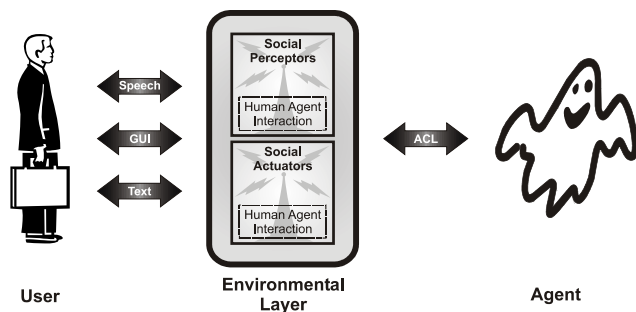 Social
Perceptors
Human Agent
Interaction
Speech
GUI
Text
ACL
Social
Actuators
Human Agent
Interaction
User
Environmental
Layer
Agent